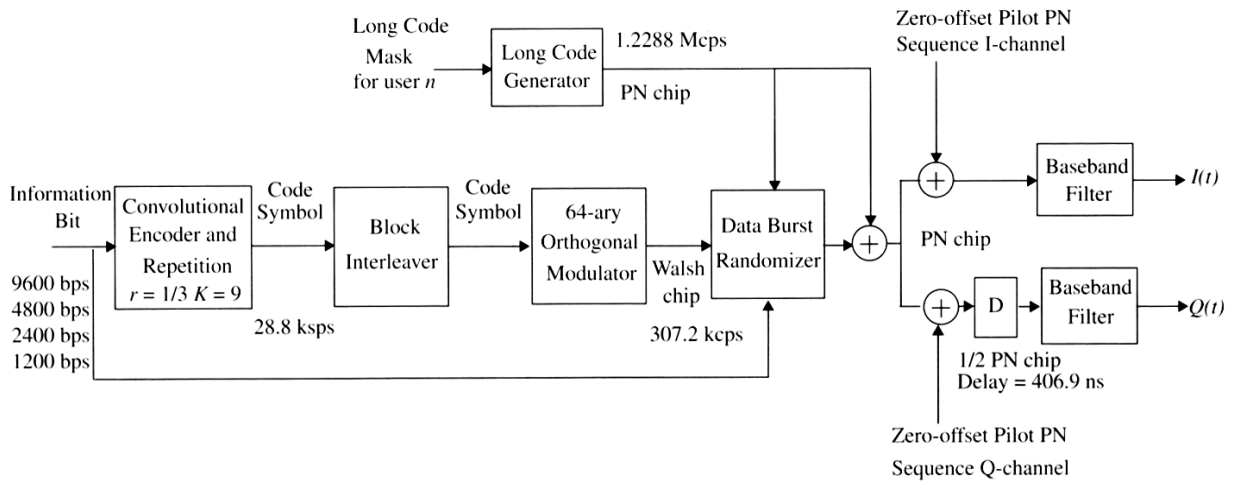 Long Code
Mask
for user n
Long Code
Generator
1.2288 Mcps
PN chip
Zero-offset Pilot PN
Sequence I-channel
Information
Bit
9600 bps
4800 bps
2400 bps
1200 bps
Convolutional
Encoder and
Repetition
r = 1/3 K = 9
Code
Symbol
28.8 ksps
Block
Interleaver
Code
Symbol
64-ary
Orthogonal
Modulator
Walsh
chip
307.2 kcps
Data Burst
Randomizer
+
PN chip
+
Baseband
Filter
I(t)
+
D
1/2 PN chip
Delay = 406.9 ns
Baseband
Filter
Q(t)
Zero-offset Pilot PN
Sequence Q-channel